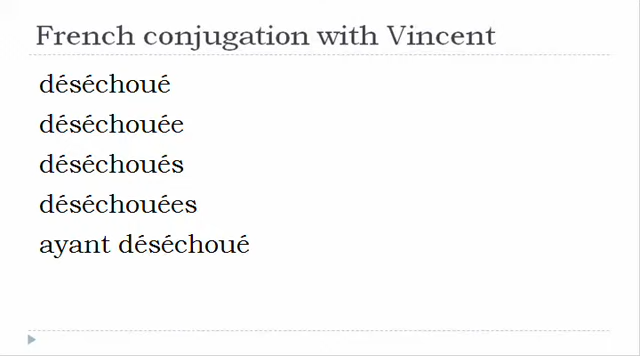 French conjugation with Vincent
déséchoué
déséchouée
déséchoués
déséchouées
ayant déséchoué